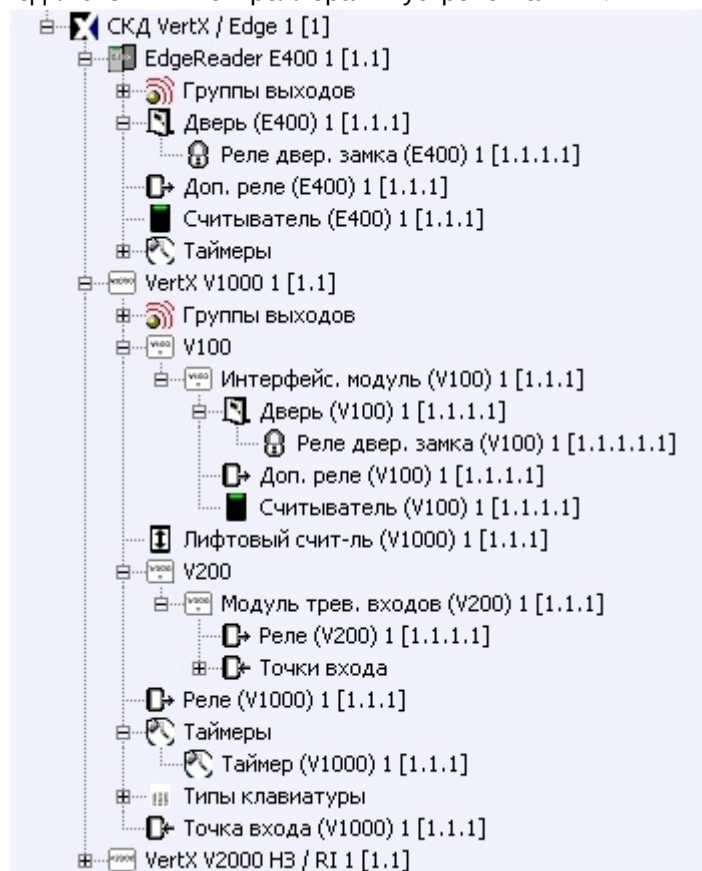 СКД VertX / Edge 1 [1]
EdgeReader E400 1 [1.1]
Группы выходов
Дверь (E400) 1 [1.1.1]
Реле двер. замка (E400) 1 [1.1.1.1]
Доп. реле (E400) 1 [1.1.1]
Считыватель (E400) 1 [1.1.1]
Таймеры
VertX V1000 1 [1.1]
Группы выходов
V100
Интерфейс. модуль (V100) 1 [1.1.1]
Дверь (V100) 1 [1.1.1.1]
Реле двер. замка (V100) 1 [1.1.1.1.1]
Доп. реле (V100) 1 [1.1.1.1]
Считыватель (V100) 1 [1.1.1.1]
Лифтовый счит-ль (V1000) 1 [1.1.1]
V200
Модуль трев. входов (V200) 1 [1.1.1]
Реле (V200) 1 [1.1.1.1]
Точки входа
Реле (V1000) 1 [1.1.1]
Таймеры
Таймер (V1000) 1 [1.1.1]
Типы клавиатуры
Точка входа (V1000) 1 [1.1.1]
VertX V2000 H3 / RI 1 [1.1]